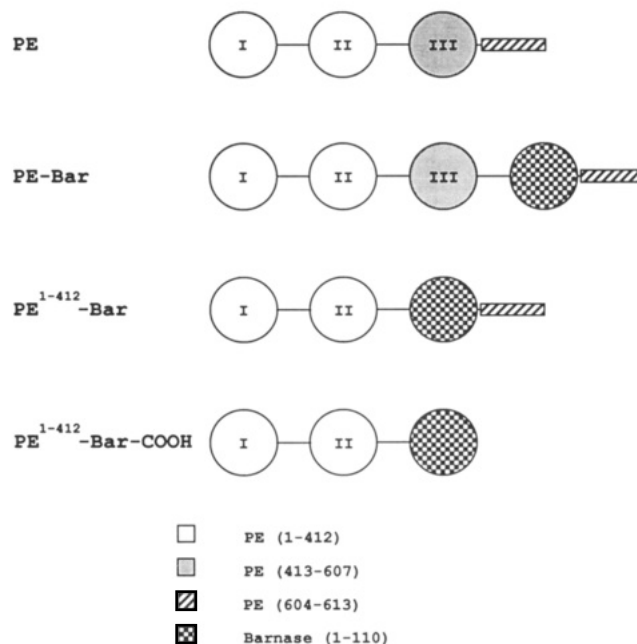 PE
I II III
PE-Bar
I II III
PE1-412-Bar
I II
PE1-412-Bar-COOH
I II
PE (1-412)
PE (413-607)
PE (604-613)
Barnase (1-110)